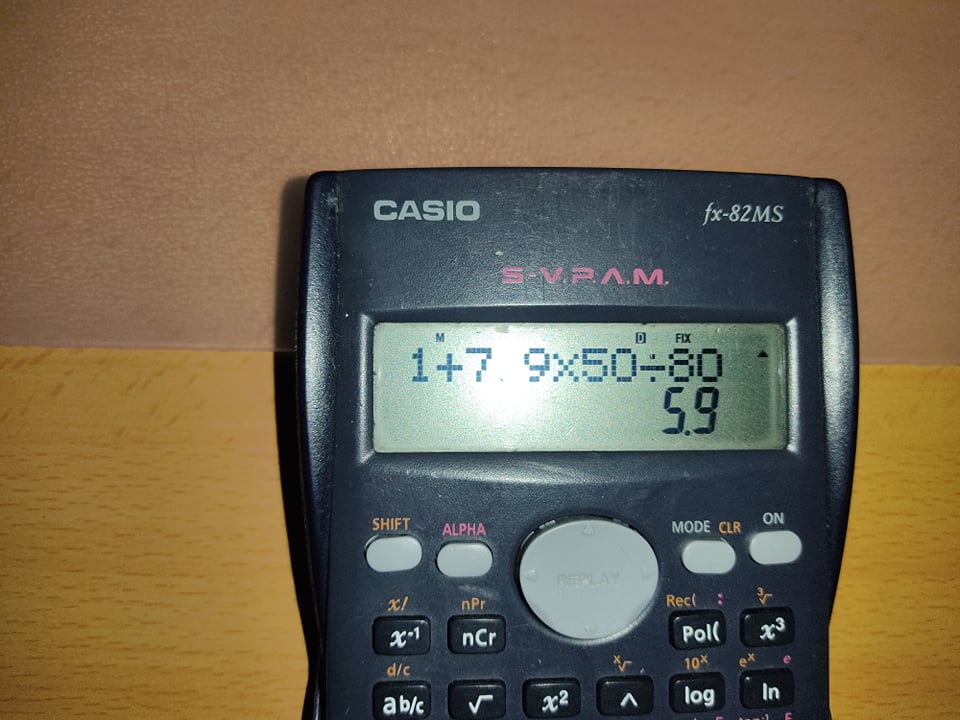 CASIO fx-82MS
S-V.P.A.M.
M D FIX
1+7.9x50÷80
5.9
SHIFT ALPHA MODE CLR ON
REPLAY
x! nPr Rec( : ³√
x⁻¹ nCr Pol( x³
d/c ˣ√ 10ˣ eˣ e
ab/c √ x² ^ log ln